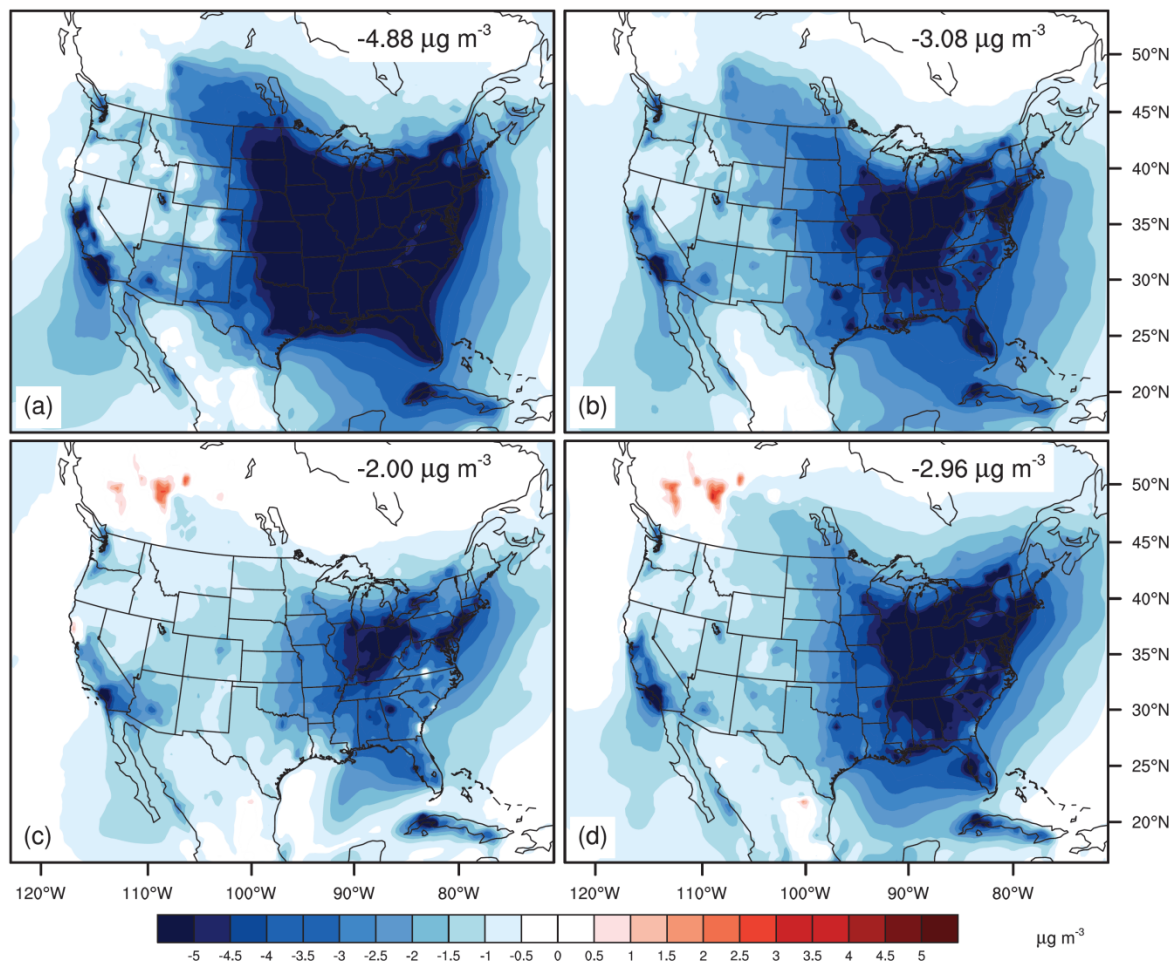 -4.88 μg m-3
-3.08 μg m-3
50°N
45°N
40°N
35°N
30°N
25°N
20°N
(a)
(b)
-2.00 μg m-3
-2.96 μg m-3
50°N
45°N
40°N
35°N
30°N
25°N
20°N
(c)
(d)
120°W 110°W 100°W 90°W 80°W 120°W 110°W 100°W 90°W 80°W
-5 -4.5 -4 -3.5 -3 -2.5 -2 -1.5 -1 -0.5 0 0.5 1 1.5 2 2.5 3 3.5 4 4.5 5
μg m-3